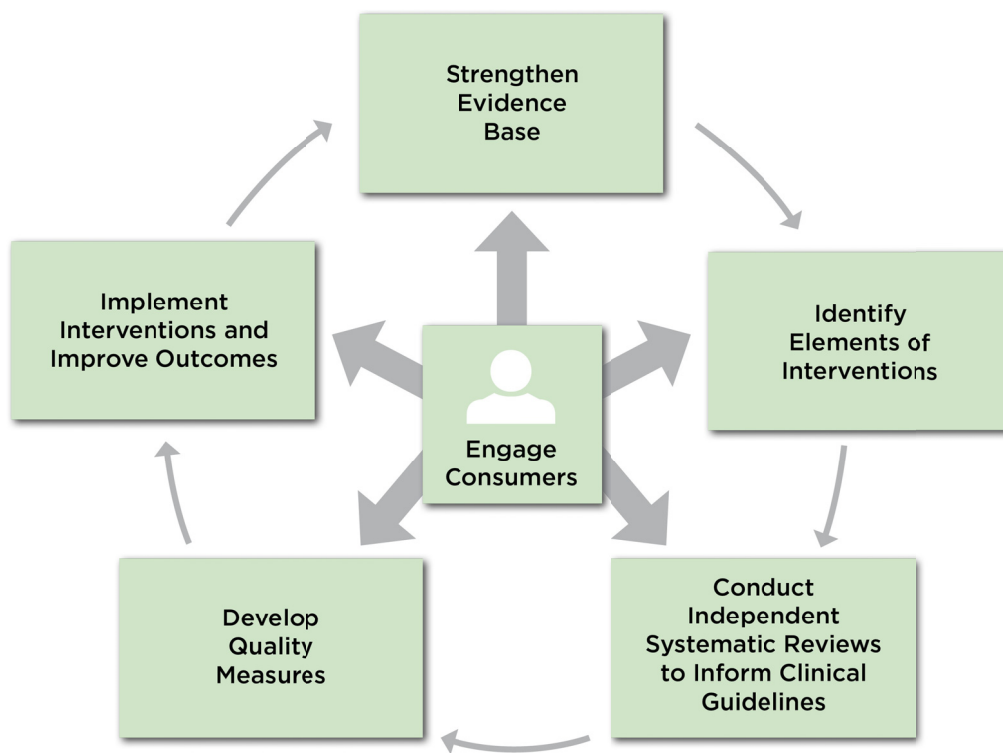 Strengthen
Evidence
Base
Identify
Elements of
Interventions
Conduct
Independent
Systematic Reviews
to Inform Clinical
Guidelines
Develop
Quality
Measures
Implement
Interventions and
Improve Outcomes
Engage
Consumers